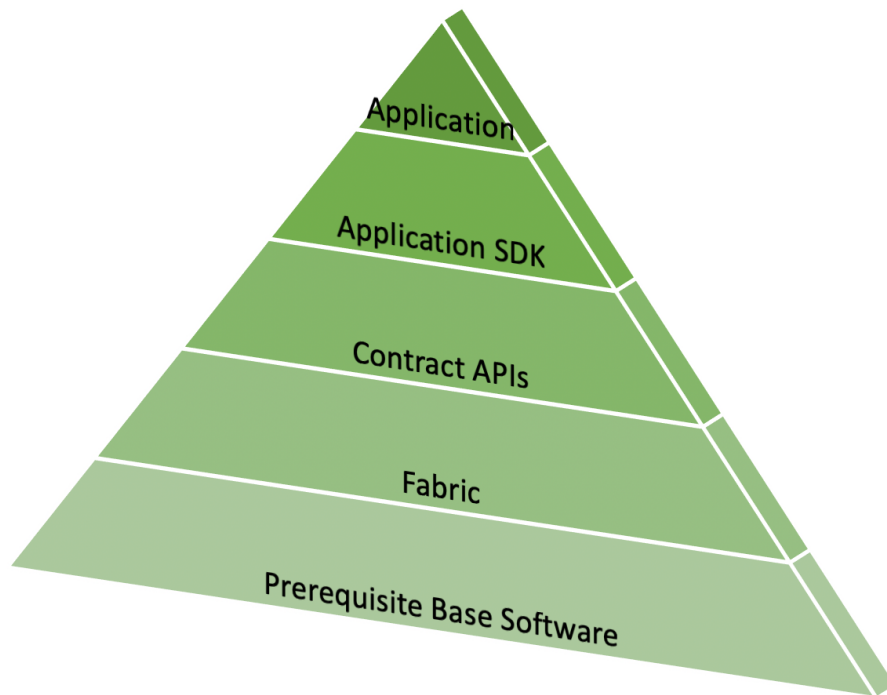 Application
Application SDK
Contract APIs
Fabric
Prerequisite Base Software